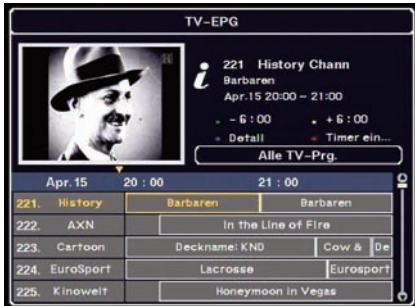 TV-EPG
221 History Chann
Barbaren
Apr.15 20:00 - 21:00
- 6:00 + 6:00
Detail Timer ein...
Alle TV-Prg.
Apr.15 20:00 21:00
221. History Barbaren Barbaren
222. AXN In the Line of Fire
223. Cartoon Deckname: KND Cow & De
224. EuroSport Lacrosse Eurosport
225. Kinowelt Honeymoon in Vegas